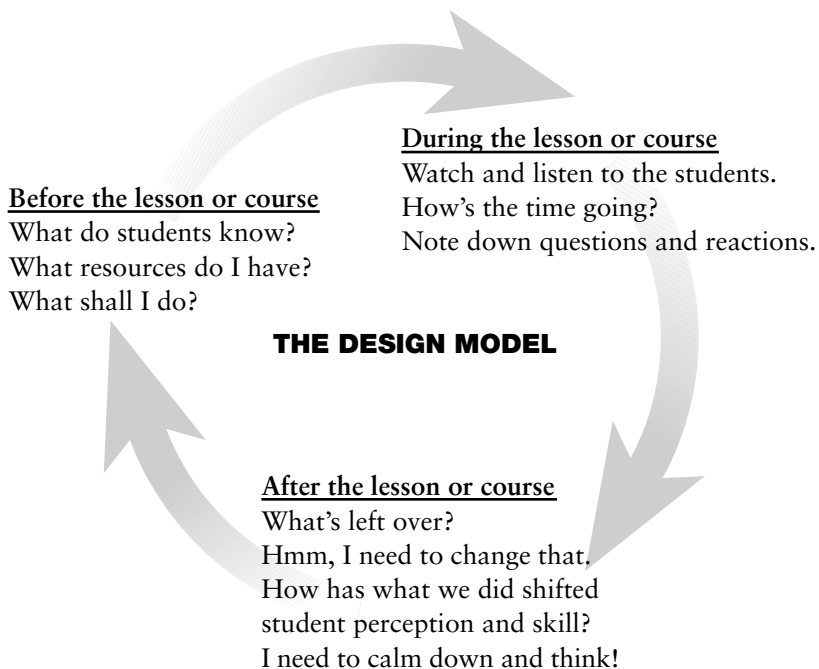 Before the lesson or course
What do students know?
What resources do I have?
What shall I do?
During the lesson or course
Watch and listen to the students.
How’s the time going?
Note down questions and reactions.
THE DESIGN MODEL
After the lesson or course
What’s left over?
Hmm, I need to change that.
How has what we did shifted
student perception and skill?
I need to calm down and think!